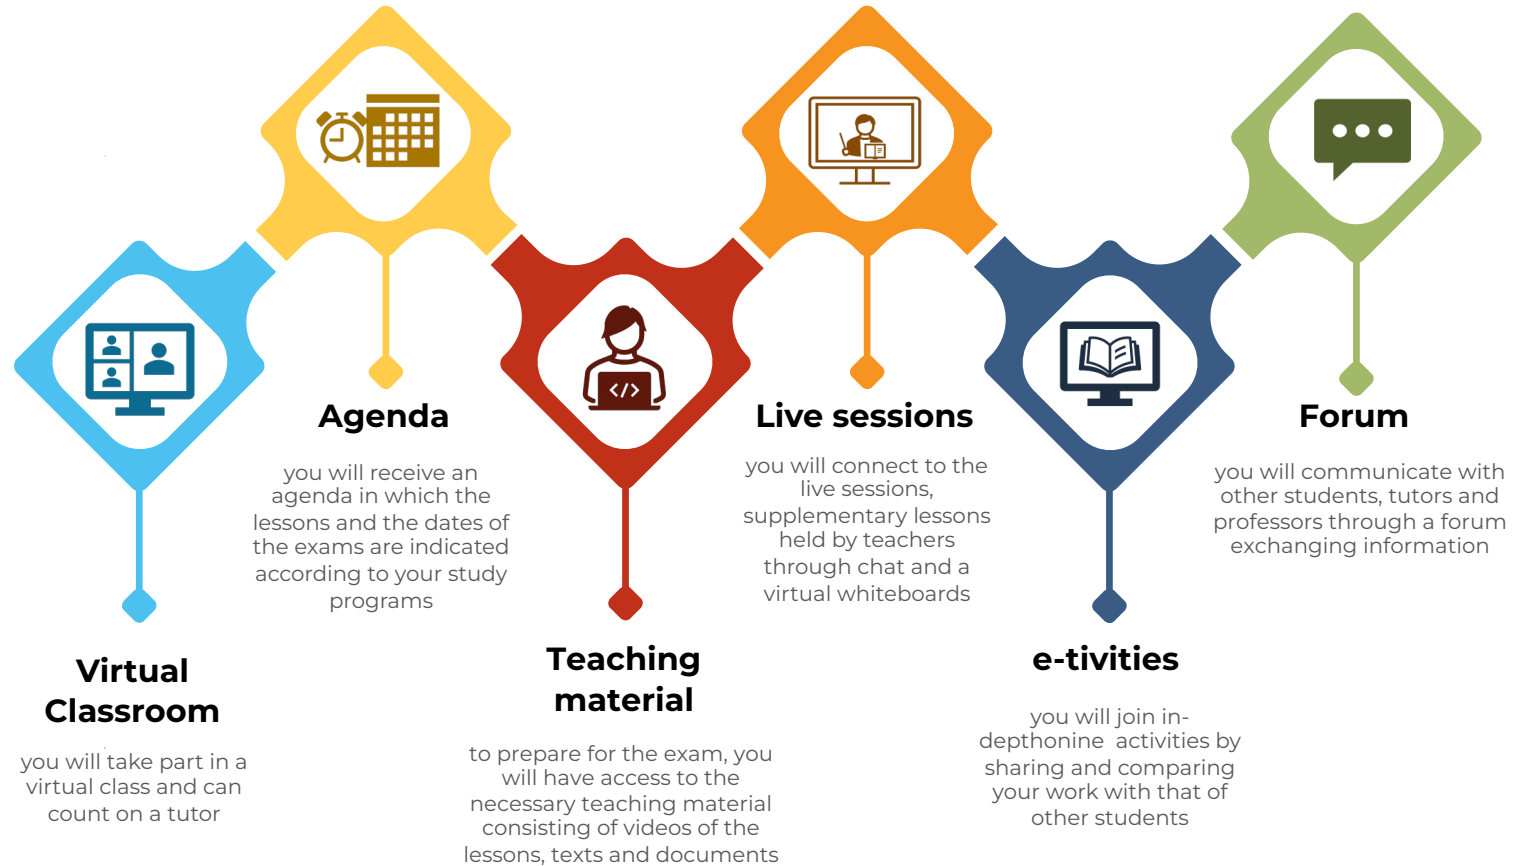 Virtual
Classroom
you will take part in a
virtual class and can
count on a tutor
Agenda
you will receive an
agenda in which the
lessons and the dates of
the exams are indicated
according to your study
programs
</>
Teaching
material
to prepare for the exam, you
will have access to the
necessary teaching material
consisting of videos of the
lessons, texts and documents
Live sessions
you will connect to the
live sessions,
supplementary lessons
held by teachers
through chat and a
virtual whiteboards
e-tivities
you will join in-
depthonine  activities by
sharing and comparing
your work with that of
other students
Forum
you will communicate with
other students, tutors and
professors through a forum
exchanging information